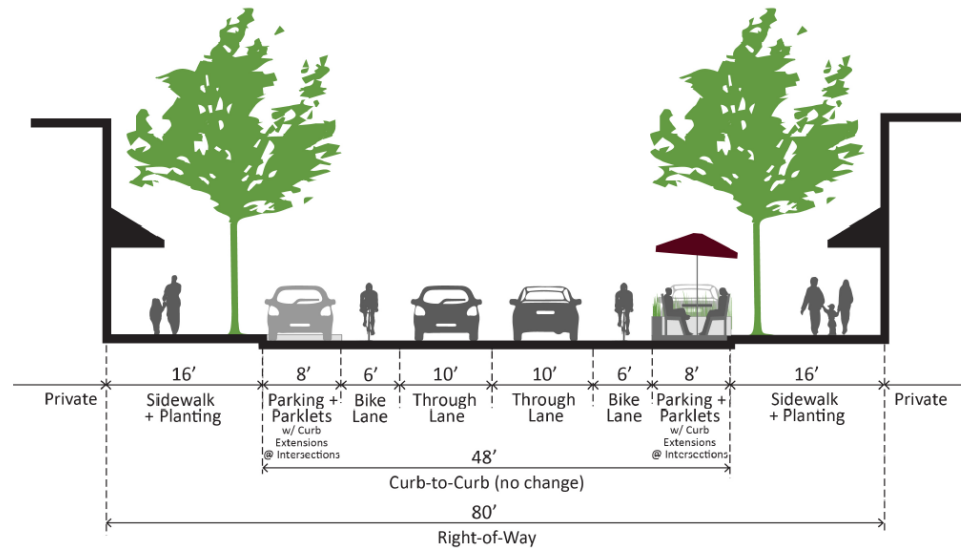 16’ 8’ 6’ 10’ 10’ 6’ 8’ 16’
Private
Sidewalk
+ Planting
Parking +
Parklets
w/ Curb
Extensions
@ Intersections
Bike
Lane
Through
Lane
Through
Lane
Bike
Lane
Parking +
Parklets
w/ Curb
Extensions
@ Intersections
Sidewalk
+ Planting
Private
48’
Curb-to-Curb (no change)
80’
Right-of-Way